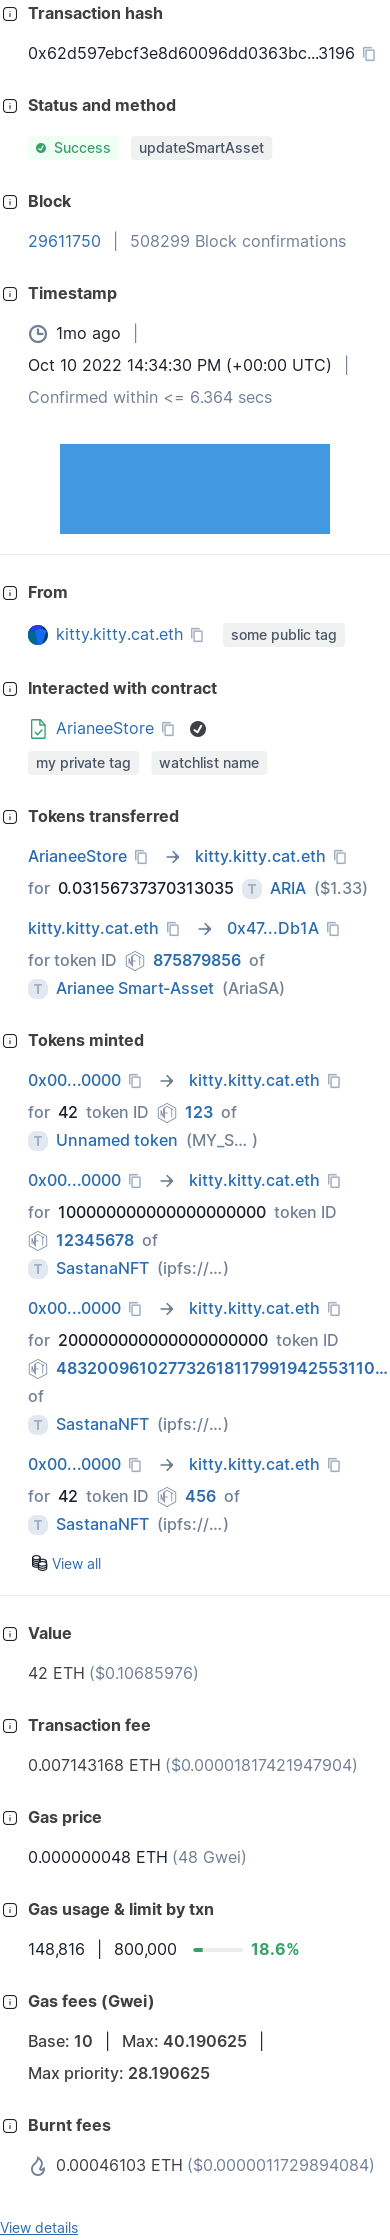 Transaction hash
0x62d597ebcf3e8d60096dd0363bc...3196
Status and method
Success updateSmartAsset
Block
29611750 | 508299 Block confirmations
Timestamp
1mo ago |
Oct 10 2022 14:34:30 PM (+00:00 UTC) |
Confirmed within <= 6.364 secs
From
kitty.kitty.cat.eth some public tag
Interacted with contract
ArianeeStore
my private tag watchlist name
Tokens transferred
ArianeeStore → kitty.kitty.cat.eth
for 0.03156737370313035 T ARIA ($1.33)
kitty.kitty.cat.eth → 0x47...Db1A
for token ID NFT 875879856 of
T Arianee Smart-Asset (AriaSA)
Tokens minted
0x00...0000 → kitty.kitty.cat.eth
for 42 token ID NFT 123 of
T Unnamed token (MY_S... )
0x00...0000 → kitty.kitty.cat.eth
for 100000000000000000000 token ID
NFT 12345678 of
T SastanaNFT (ipfs://...)
0x00...0000 → kitty.kitty.cat.eth
for 200000000000000000000 token ID
NFT 483200961027732618117991942553110...
of
T SastanaNFT (ipfs://...)
0x00...0000 → kitty.kitty.cat.eth
for 42 token ID NFT 456 of
T SastanaNFT (ipfs://...)
View all
Value
42 ETH ($0.10685976)
Transaction fee
0.007143168 ETH ($0.00001817421947904)
Gas price
0.000000048 ETH (48 Gwei)
Gas usage & limit by txn
148,816 | 800,000 18.6%
Gas fees (Gwei)
Base: 10 | Max: 40.190625 |
Max priority: 28.190625
Burnt fees
0.00046103 ETH ($0.0000011729894084)
View details